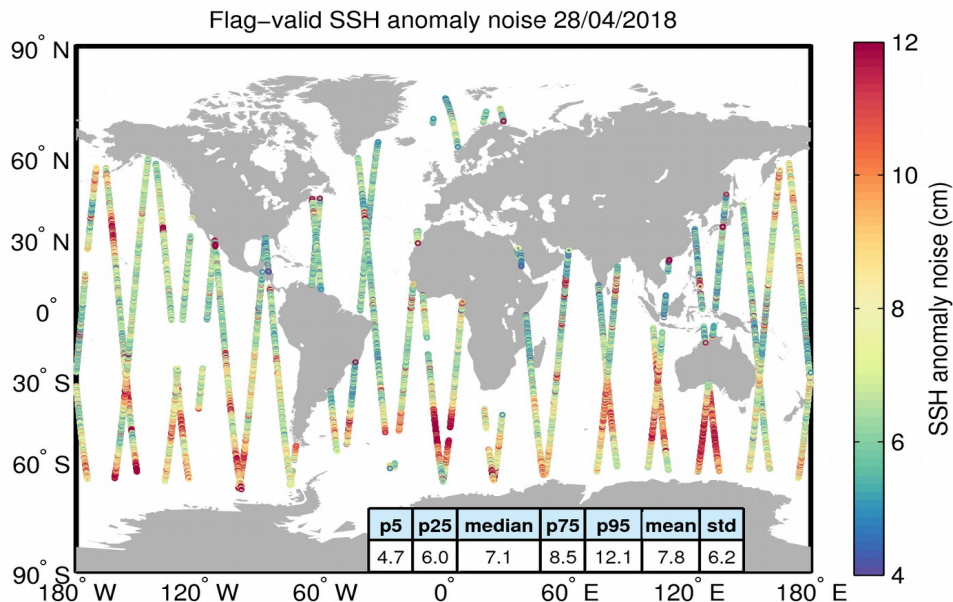 Flag−valid SSH anomaly noise 28/04/2018
90° N
60° N
30° N
0°
30° S
60° S
90° S
180° W
120° W
60° W
0°
60° E
120° E
180° E
p5 p25 median p75 p95 mean std
4.7 6.0 7.1 8.5 12.1 7.8 6.2
12
10
8
6
4
SSH anomaly noise (cm)